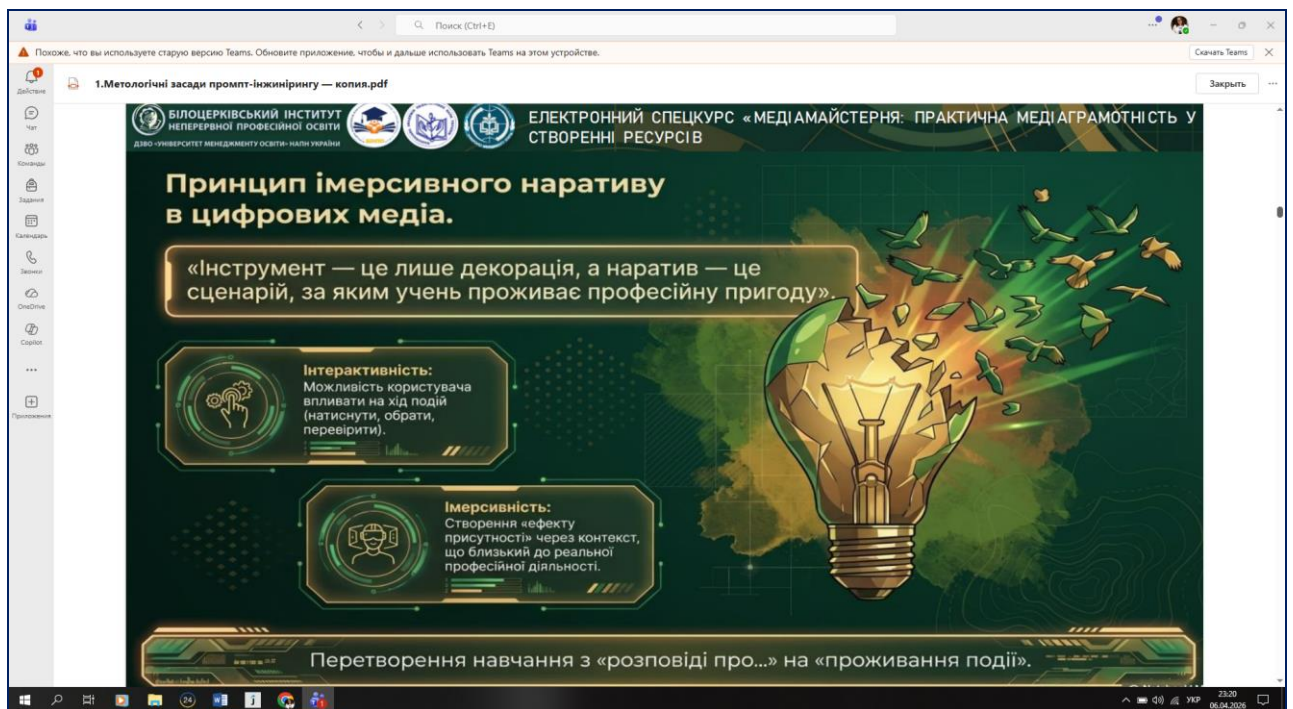 Поиск (Ctrl+E)
Похоже, что вы используете старую версию Teams. Обновите приложение, чтобы и дальше использовать Teams на этом устройстве.
Скачать Teams
Действие
Чат
Команды
Задания
Календарь
Звонки
OneDrive
Copilot
Приложения
1.Метологічні засади промпт-інжинірингу — копия.pdf
Закрыть
БІЛОЦЕРКІВСЬКИЙ ІНСТИТУТ
НЕПЕРЕРВНОЇ ПРОФЕСІЙНОЇ ОСВІТИ
ДЗВО «УНІВЕРСИТЕТ МЕНЕДЖМЕНТУ ОСВІТИ» НАПН УКРАЇНИ
ЕЛЕКТРОННИЙ СПЕЦКУРС «МЕДІАМАЙСТЕРНЯ: ПРАКТИЧНА МЕДІАГРАМОТНІСТЬ У
СТВОРЕННІ РЕСУРСІВ
Принцип імерсивного наративу
в цифрових медіа.
«Інструмент — це лише декорація, а наратив — це
сценарій, за яким учень проживає професійну пригоду».
Інтерактивність:
Можливість користувача
впливати на хід подій
(натиснути, обрати,
перевірити).
Імерсивність:
Створення «ефекту
присутності» через контекст,
що близький до реальної
професійної діяльності.
Перетворення навчання з «розповіді про...» на «проживання події».
24
УКР
23:20
06.04.2026